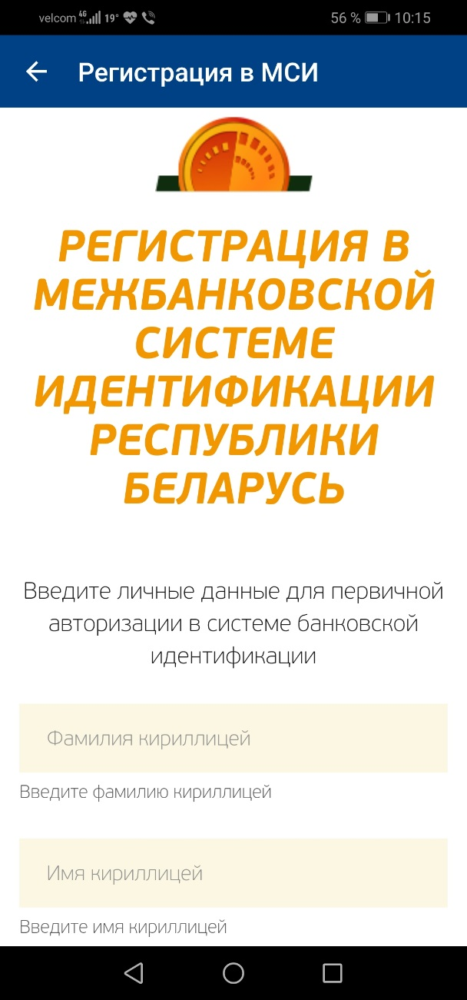 velcom 4G 19° 56 % 10:15
Регистрация в МСИ
РЕГИСТРАЦИЯ В
МЕЖБАНКОВСКОЙ
СИСТЕМЕ
ИДЕНТИФИКАЦИИ
РЕСПУБЛИКИ
БЕЛАРУСЬ
Введите личные данные для первичной
авторизации в системе банковской
идентификации
Фамилия кириллицей
Введите фамилию кириллицей
Имя кириллицей
Введите имя кириллицей